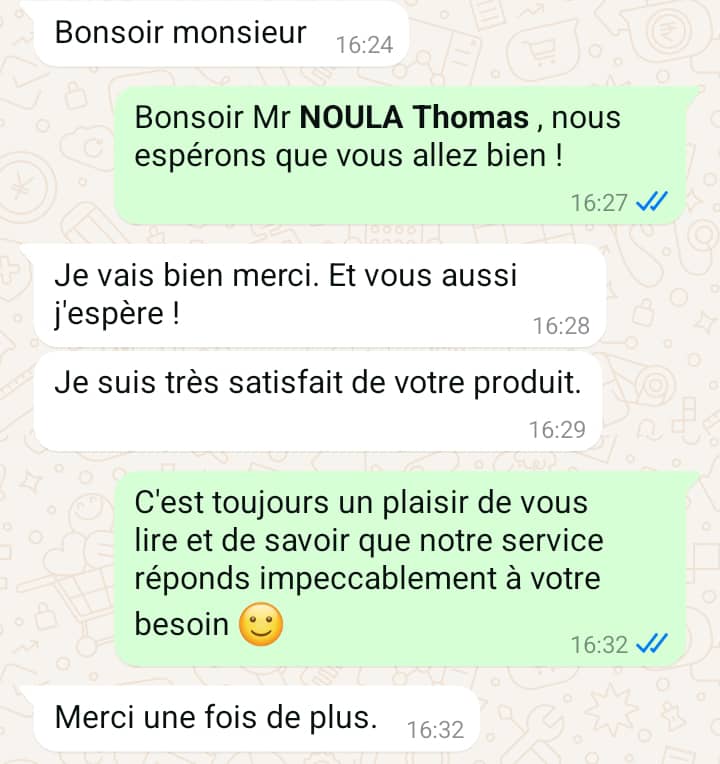 Bonsoir monsieur 16:24
Bonsoir Mr NOULA Thomas , nous
espérons que vous allez bien !
16:27
Je vais bien merci. Et vous aussi
j'espère !
16:28
Je suis très satisfait de votre produit.
16:29
C'est toujours un plaisir de vous
lire et de savoir que notre service
réponds impeccablement à votre
besoin 🙂
16:32
Merci une fois de plus. 16:32